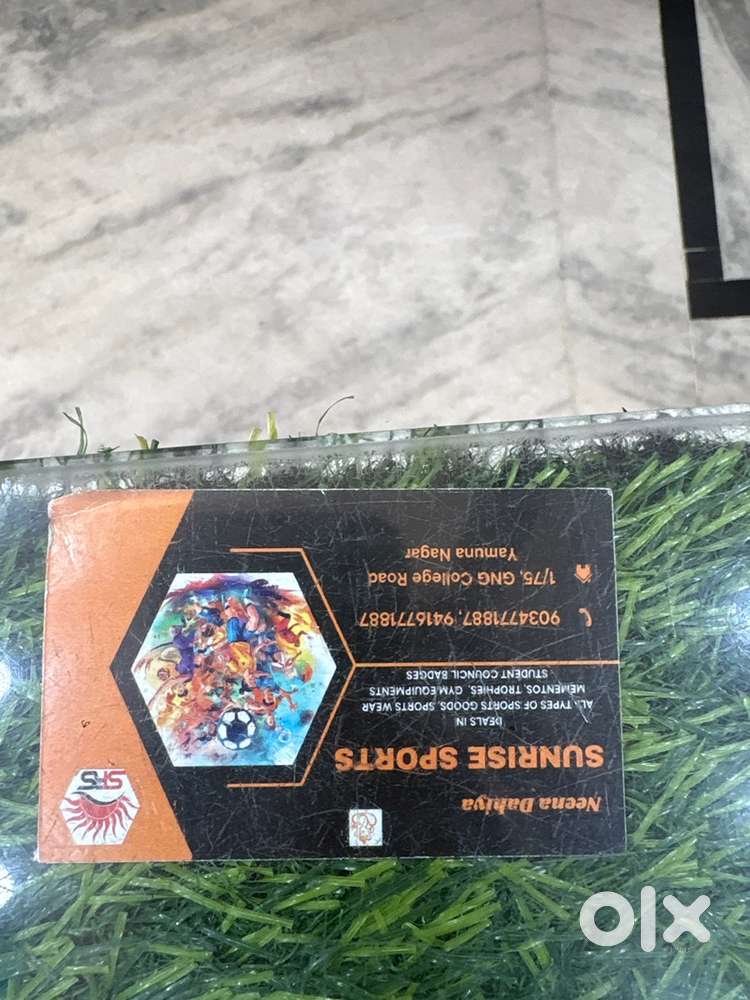 Neena Dahiya
SUNRISE SPORTS
DEALS IN
ALL TYPES OF SPORTS GOODS, SPORTS WEAR
MEMENTOS, TROPHIES, GYM EQUIPMENTS
STUDENT COUNCIL BADGES
9034771887, 9416771887
1/75, GNG College Road
Yamuna Nagar
SRS
olx